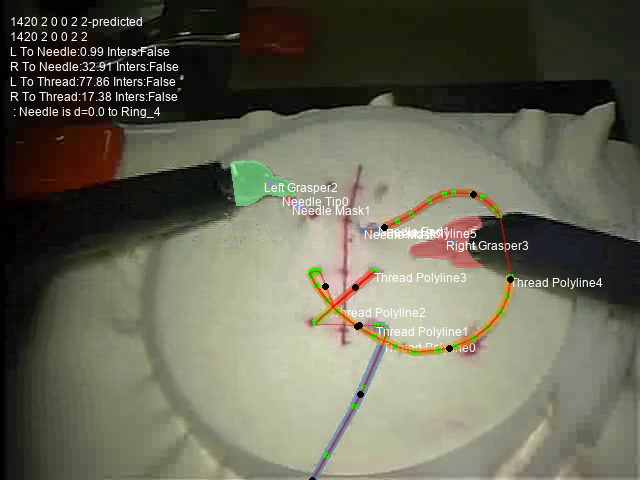 1420 2 0 0 2 2-predicted
1420 2 0 0 2 2
L To Needle:0.99 Inters:False
R To Needle:32.91 Inters:False
L To Thread:77.86 Inters:False
R To Thread:17.38 Inters:False
: Needle is d=0.0 to Ring_4
Left Grasper2
Needle Tip0
Needle Mask1
Right Grasper3
Thread Polyline3
Thread Polyline4
Thread Polyline2
Thread Polyline1
Thread Polyline0